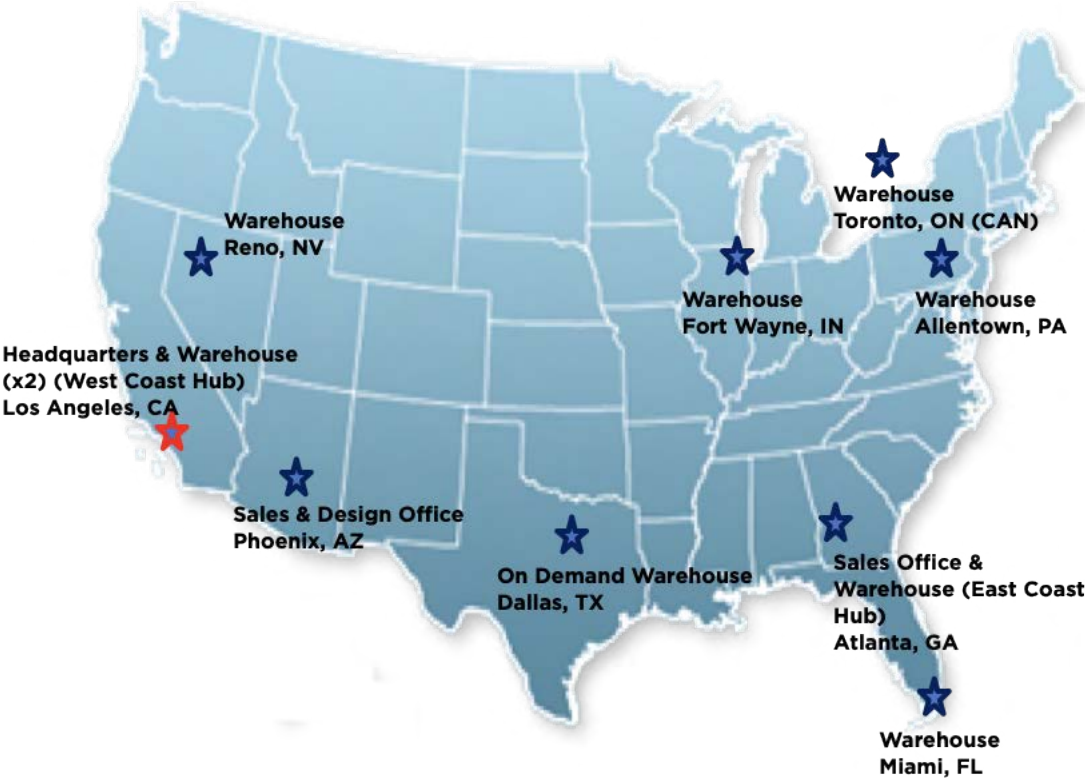 Warehouse
Toronto, ON (CAN)
Warehouse
Reno, NV
Warehouse
Fort Wayne, IN
Warehouse
Allentown, PA
Headquarters & Warehouse
(x2) (West Coast Hub)
Los Angeles, CA
Sales & Design Office
Phoenix, AZ
On Demand Warehouse
Dallas, TX
Sales Office &
Warehouse (East Coast
Hub)
Atlanta, GA
Warehouse
Miami, FL